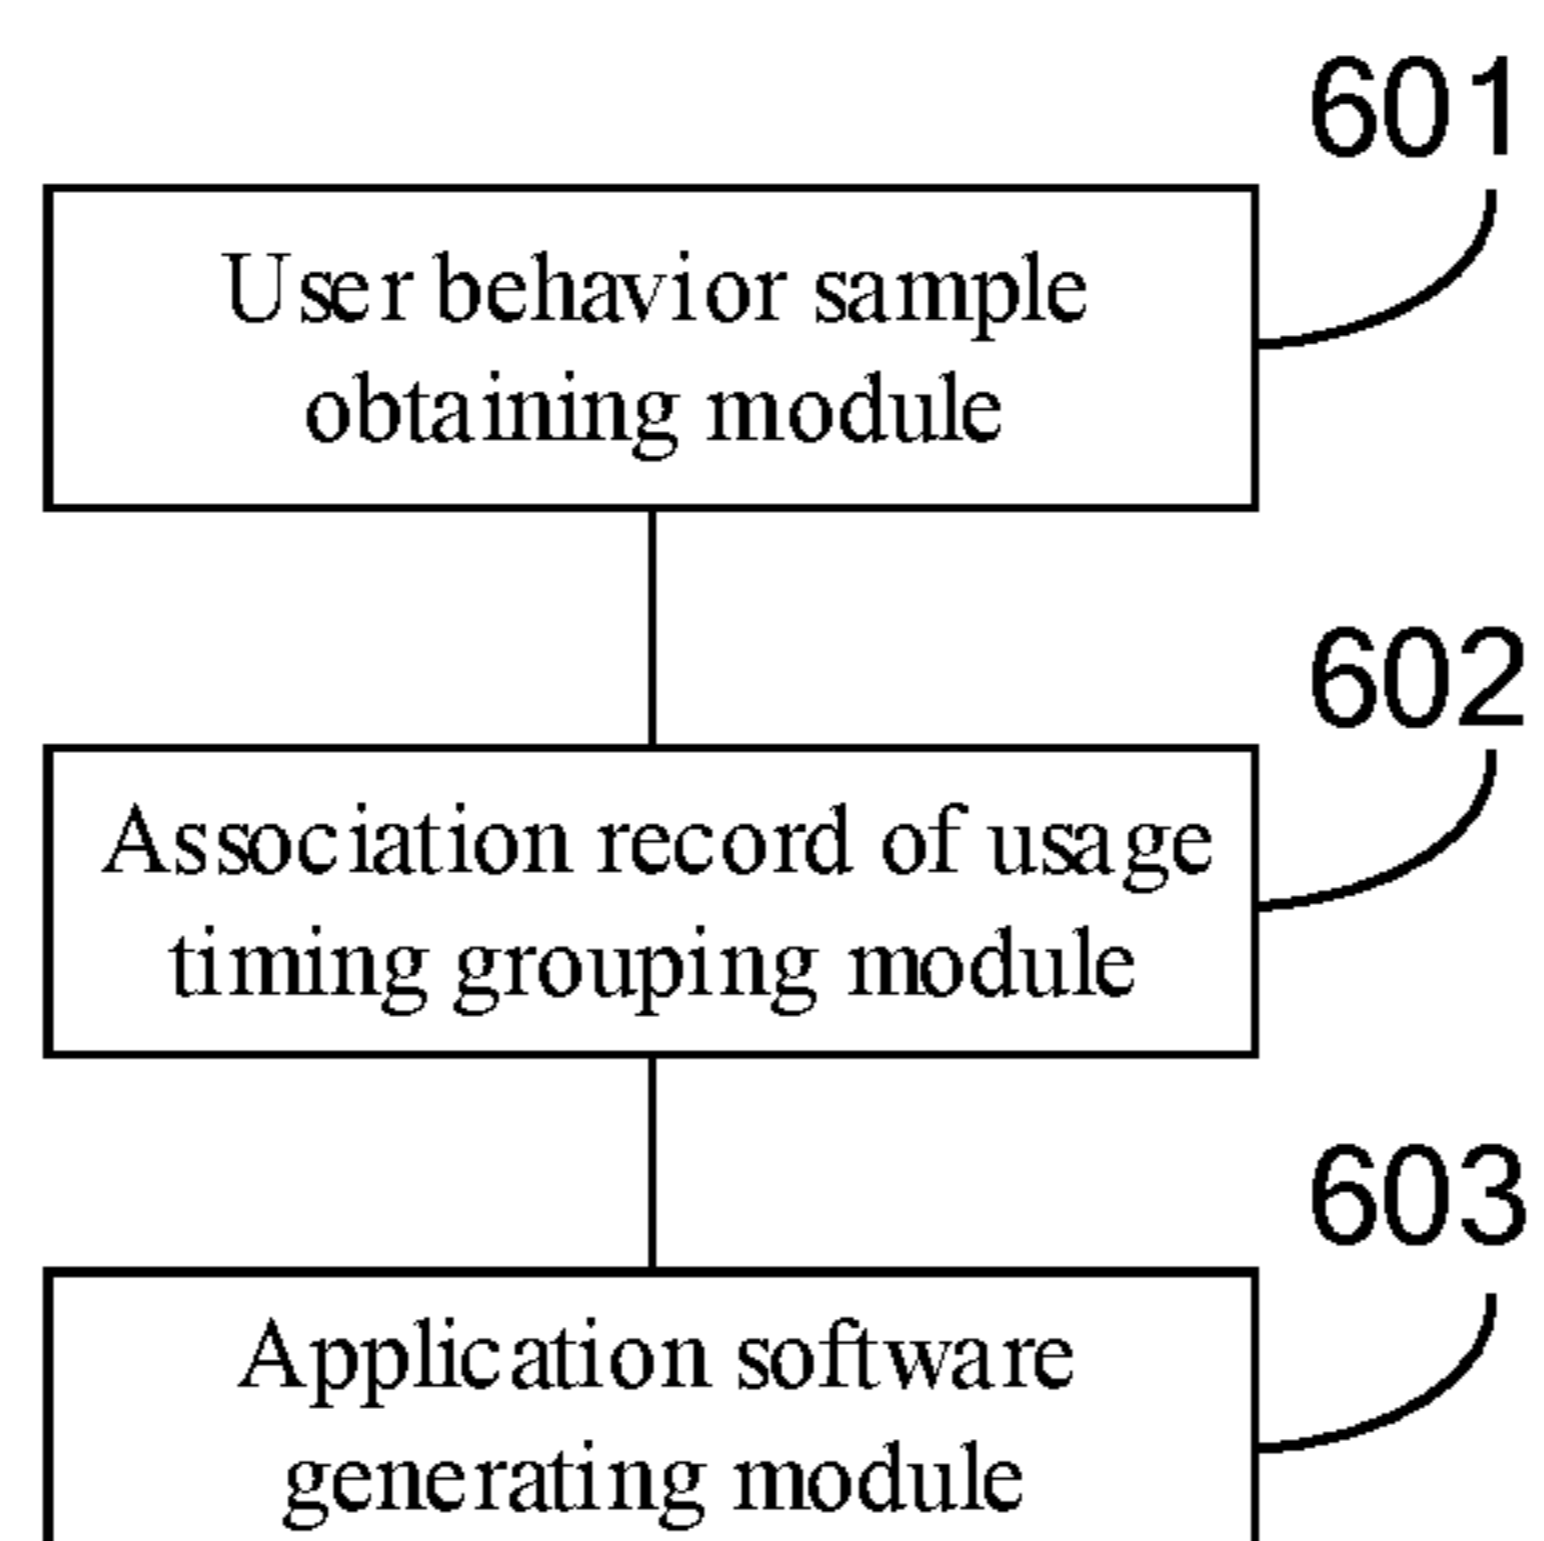 601
User behavior sample
obtaining module
602
Association record of usage
timing grouping module
603
Application software
generating module